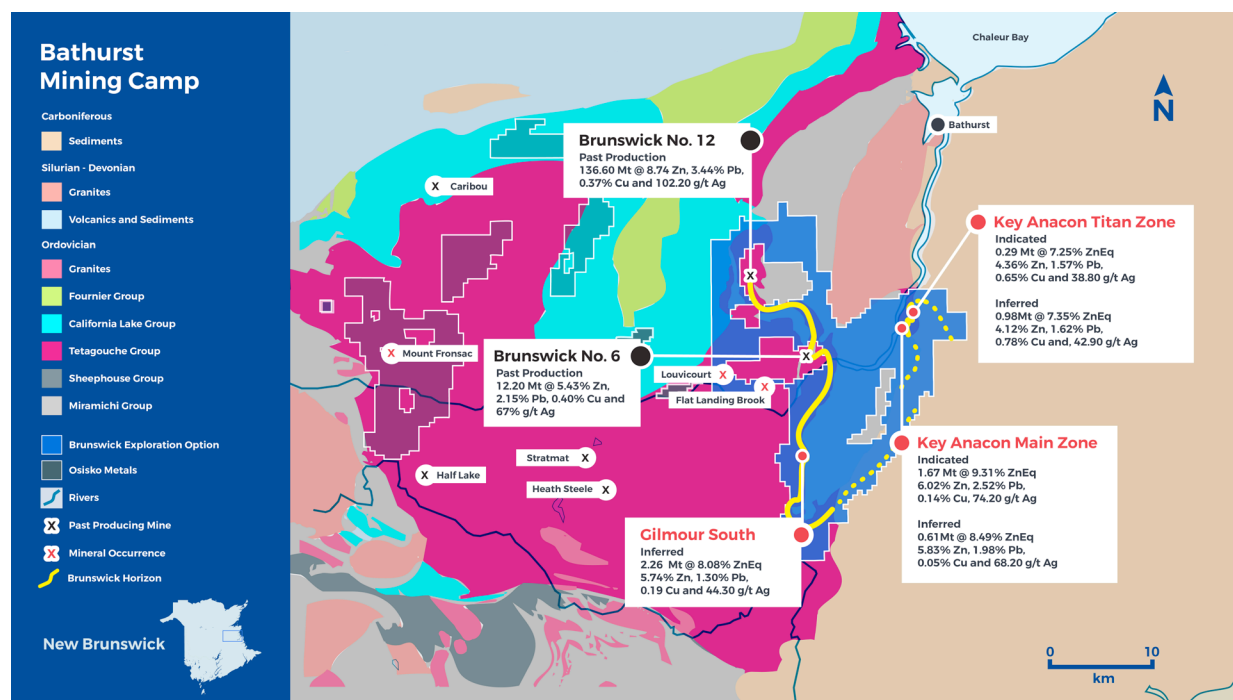 Bathurst
Mining Camp
Carboniferous
Sediments
Silurian - Devonian
Granites
Volcanics and Sediments
Ordovician
Granites
Fournier Group
California Lake Group
Tetagouche Group
Sheephouse Group
Miramichi Group
Brunswick Exploration Option
Osisko Metals
Rivers
X Past Producing Mine
X Mineral Occurrence
Brunswick Horizon
New Brunswick
Chaleur Bay
N
Bathurst
Brunswick No. 12
Past Production
136.60 Mt @ 8.74 Zn, 3.44% Pb,
0.37% Cu and 102.20 g/t Ag
X Caribou
Key Anacon Titan Zone
Indicated
0.29 Mt @ 7.25% ZnEq
4.36% Zn, 1.57% Pb,
0.65% Cu and 38.80 g/t Ag
Inferred
0.98Mt @ 7.35% ZnEq
4.12% Zn, 1.62% Pb,
0.78% Cu and, 42.90 g/t Ag
X
X Mount Fronsac
Brunswick No. 6
Past Production
12.20 Mt @ 5.43% Zn,
2.15% Pb, 0.40% Cu and
67% g/t Ag
X
Louvicourt X
X
Flat Landing Brook
Key Anacon Main Zone
Indicated
1.67 Mt @ 9.31% ZnEq
6.02% Zn, 2.52% Pb,
0.14% Cu, 74.20 g/t Ag
Inferred
0.61Mt @ 8.49% ZnEq
5.83% Zn, 1.98% Pb,
0.05% Cu and 68.20 g/t Ag
Stratmat X
X Half Lake
Heath Steele X
Gilmour South
Inferred
2.26 Mt @ 8.08% ZnEq
5.74% Zn, 1.30% Pb,
0.19 Cu and 44.30 g/t Ag
0 10
km